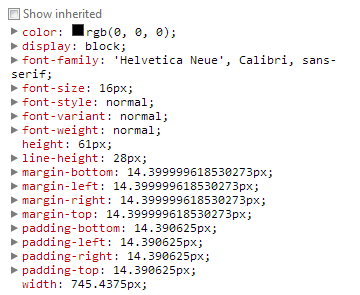 Show inherited
color: rgb(0, 0, 0);
display: block;
font-family: 'Helvetica Neue', Calibri, sans-
serif;
font-size: 16px;
font-style: normal;
font-variant: normal;
font-weight: normal;
height: 61px;
line-height: 28px;
margin-bottom: 14.399999618530273px;
margin-left: 14.399999618530273px;
margin-right: 14.399999618530273px;
margin-top: 14.399999618530273px;
padding-bottom: 14.390625px;
padding-left: 14.390625px;
padding-right: 14.390625px;
padding-top: 14.390625px;
width: 745.4375px;